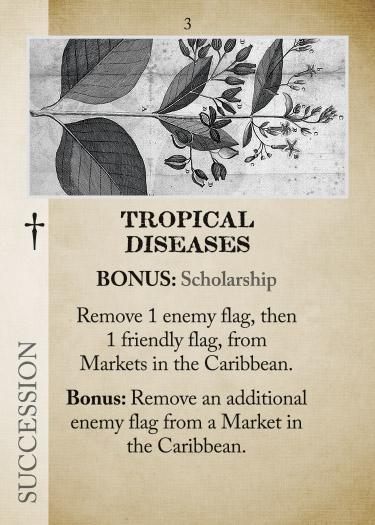 3
†
TROPICAL
DISEASES
BONUS: Scholarship
Remove 1 enemy flag, then
1 friendly flag, from
Markets in the Caribbean.
Bonus: Remove an additional
enemy flag from a Market in
the Caribbean.
SUCCESSION